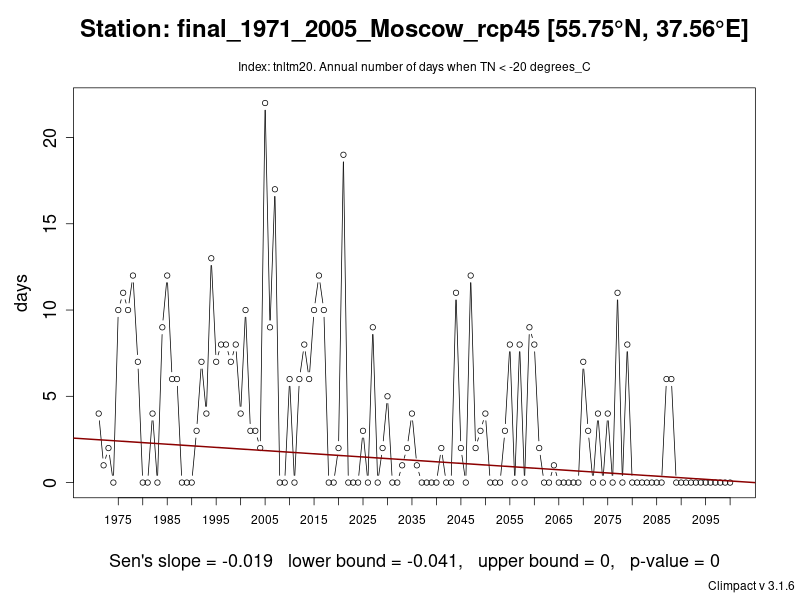 Station: final_1971_2005_Moscow_rcp45 [55.75°N, 37.56°E]
Index: tnltm20. Annual number of days when TN < -20 degrees_C
20
15
10
5
0
days
1975 1985 1995 2005 2015 2025 2035 2045 2055 2065 2075 2085 2095
Sen's slope = -0.019 lower bound = -0.041, upper bound = 0, p-value = 0
Climpact v 3.1.6